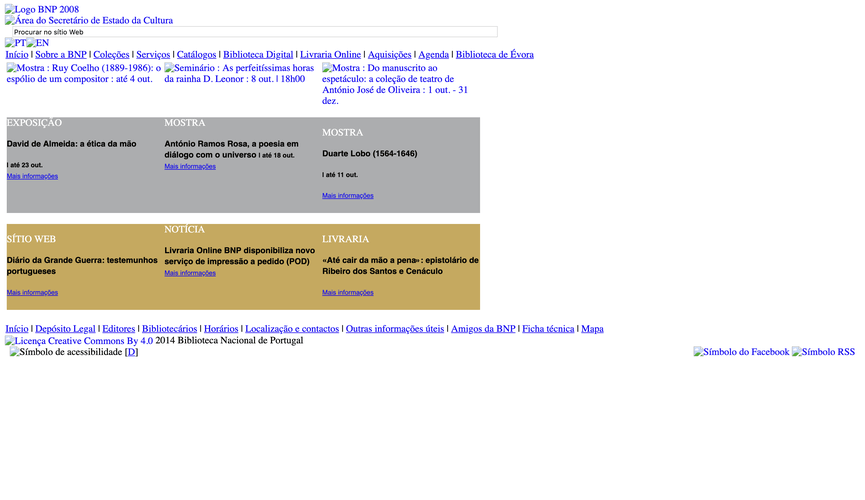 Logo BNP 2008
Área do Secretário de Estado da Cultura
Procurar no sítio Web
PT EN
Início | Sobre a BNP | Coleções | Serviços | Catálogos | Biblioteca Digital | Livraria Online | Aquisições | Agenda | Biblioteca de Évora
Mostra : Ruy Coelho (1889-1986): o
espólio de um compositor : até 4 out.
Seminário : As perfeitíssimas horas
da rainha D. Leonor : 8 out. | 18h00
Mostra : Do manuscrito ao
espetáculo: a coleção de teatro de
António José de Oliveira : 1 out. - 31
dez.
EXPOSIÇÃO
David de Almeida: a ética da mão
| até 23 out.
Mais informações
MOSTRA
António Ramos Rosa, a poesia em
diálogo com o universo | até 18 out.
Mais informações
MOSTRA
Duarte Lobo (1564-1646)
| até 11 out.
Mais informações
SÍTIO WEB
Diário da Grande Guerra: testemunhos
portugueses
Mais informações
NOTÍCIA
Livraria Online BNP disponibiliza novo
serviço de impressão a pedido (POD)
Mais informações
LIVRARIA
«Até cair da mão a pena»: epistolário de
Ribeiro dos Santos e Cenáculo
Mais informações
Início | Depósito Legal | Editores | Bibliotecários | Horários | Localização e contactos | Outras informações úteis | Amigos da BNP | Ficha técnica | Mapa
Licença Creative Commons By 4.0 2014 Biblioteca Nacional de Portugal
Símbolo de acessibilidade [D]
Símbolo do Facebook Símbolo RSS